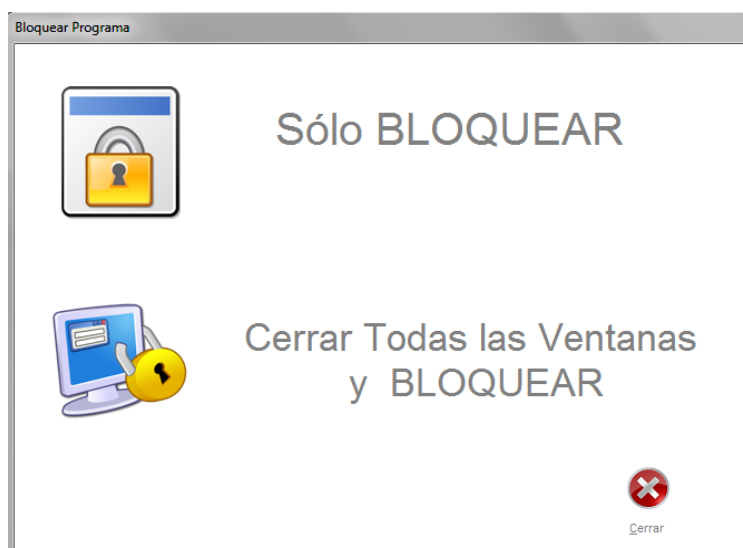 Bloquear Programa
Sólo BLOQUEAR
Cerrar Todas las Ventanas
y BLOQUEAR
Cerrar